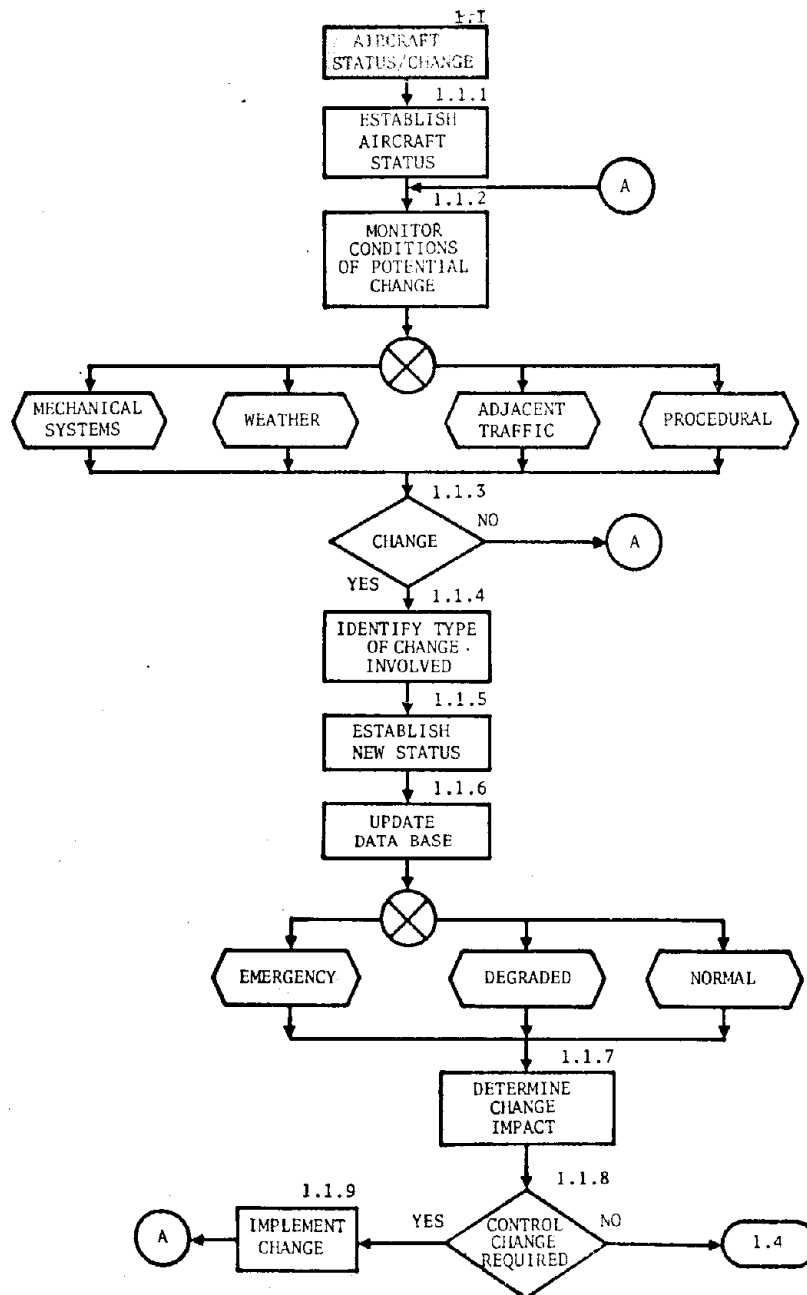 1.1
AIRCRAFT
STATUS/CHANGE
1.1.1
ESTABLISH
AIRCRAFT
STATUS
A
1.1.2
MONITOR
CONDITIONS
OF POTENTIAL
CHANGE
MECHANICAL
SYSTEMS
WEATHER
ADJACENT
TRAFFIC
PROCEDURAL
1.1.3
CHANGE
NO
A
YES
1.1.4
IDENTIFY TYPE
OF CHANGE
INVOLVED
1.1.5
ESTABLISH
NEW STATUS
1.1.6
UPDATE
DATA BASE
EMERGENCY
DEGRADED
NORMAL
1.1.7
DETERMINE
CHANGE
IMPACT
1.1.8
CONTROL
CHANGE
REQUIRED
YES
NO
1.1.9
IMPLEMENT
CHANGE
A
1.4